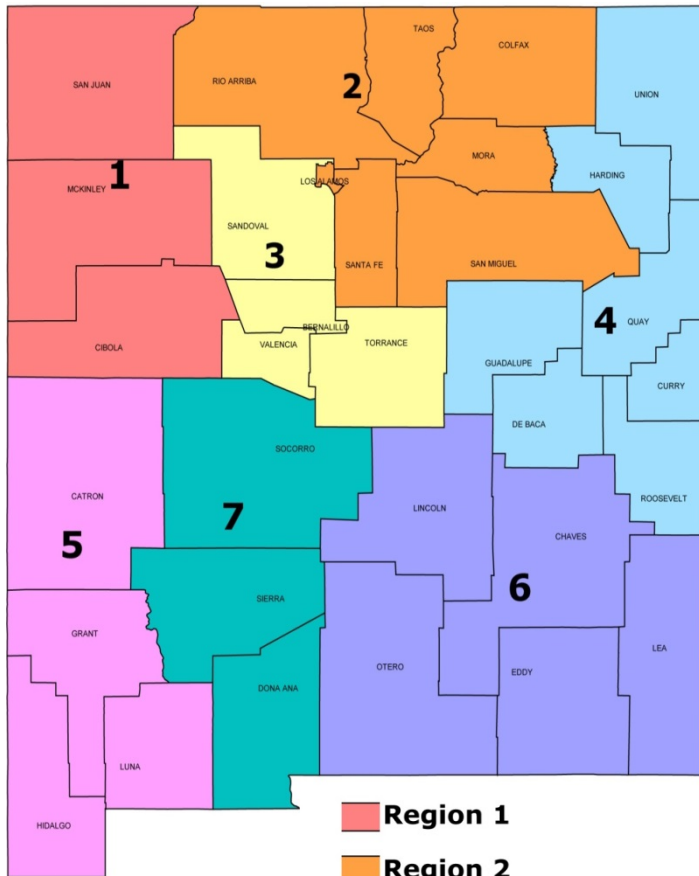 TAOS
COLFAX
SAN JUAN
RIO ARRIBA
2
UNION
MORA
1
MCKINLEY
LOS ALAMOS
HARDING
SANDOVAL
3
SANTA FE
SAN MIGUEL
4
QUAY
BERNALILLO
CIBOLA
VALENCIA
TORRANCE
GUADALUPE
CURRY
DE BACA
SOCORRO
CATRON
LINCOLN
ROOSEVELT
5
7
CHAVES
6
SIERRA
GRANT
OTERO
EDDY
LEA
DONA ANA
LUNA
HIDALGO
Region 1
Region 2